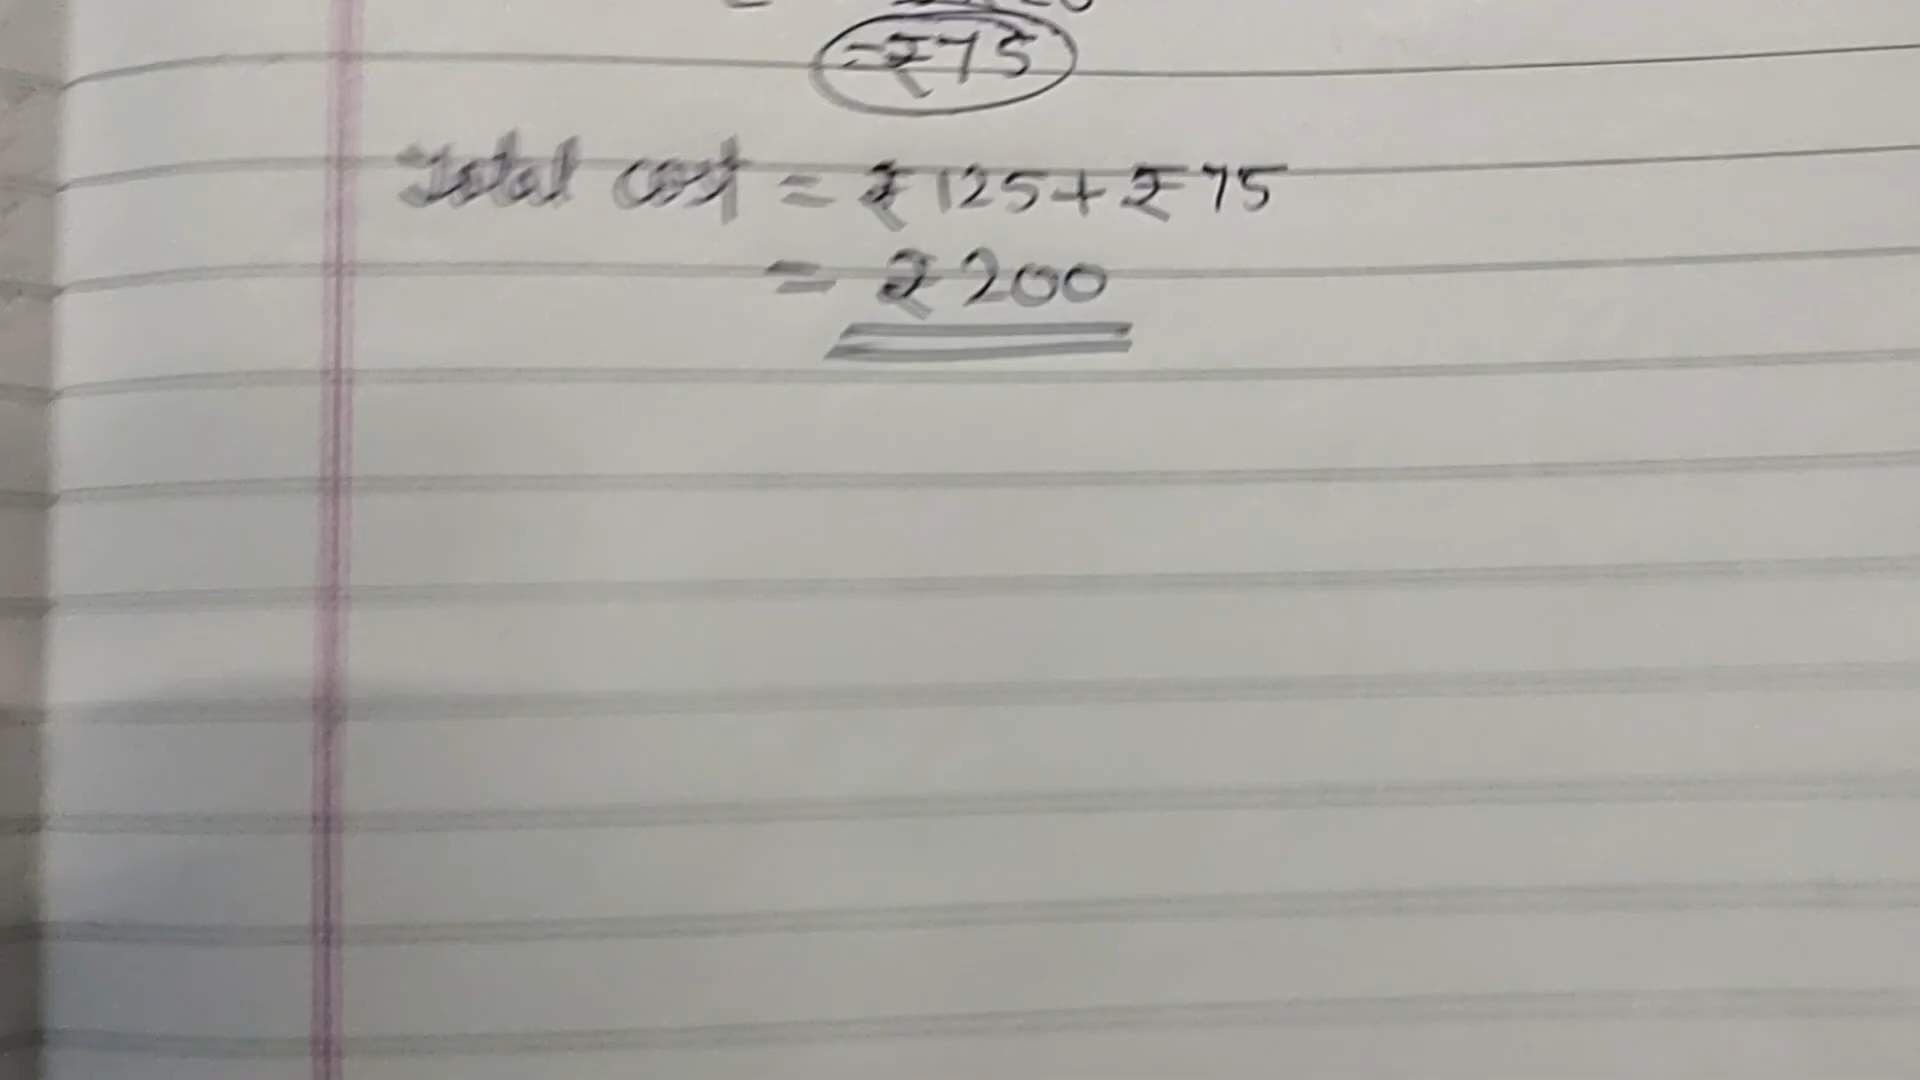 = ₹75
Total cost = ₹125 + ₹75
= ₹200